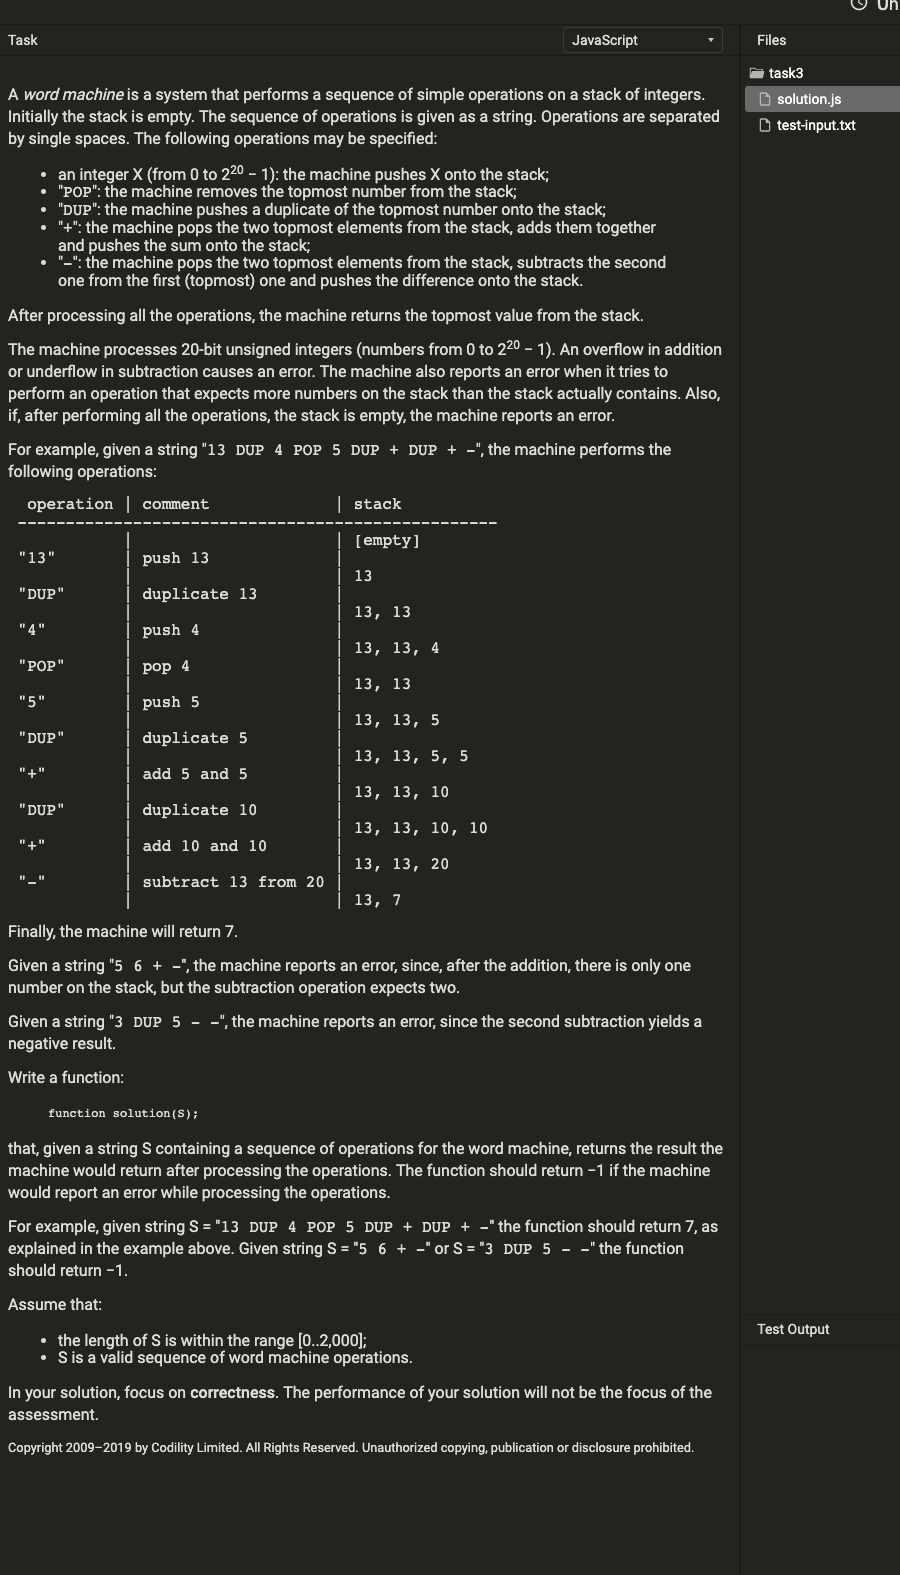 Un
Task
JavaScript
Files
task3
solution.js
test-input.txt
A word machine is a system that performs a sequence of simple operations on a stack of integers.
Initially the stack is empty. The sequence of operations is given as a string. Operations are separated
by single spaces. The following operations may be specified:
• an integer X (from 0 to 2²⁰ − 1): the machine pushes X onto the stack;
• "POP": the machine removes the topmost number from the stack;
• "DUP": the machine pushes a duplicate of the topmost number onto the stack;
• "+": the machine pops the two topmost elements from the stack, adds them together
and pushes the sum onto the stack;
• "−": the machine pops the two topmost elements from the stack, subtracts the second
one from the first (topmost) one and pushes the difference onto the stack.
After processing all the operations, the machine returns the topmost value from the stack.
The machine processes 20-bit unsigned integers (numbers from 0 to 2²⁰ − 1). An overflow in addition
or underflow in subtraction causes an error. The machine also reports an error when it tries to
perform an operation that expects more numbers on the stack than the stack actually contains. Also,
if, after performing all the operations, the stack is empty, the machine reports an error.
For example, given a string "13 DUP 4 POP 5 DUP + DUP + −", the machine performs the
following operations:
operation | comment | stack
---------------------------------------------------
| | [empty]
"13" | push 13 |
| | 13
"DUP" | duplicate 13 |
| | 13, 13
"4" | push 4 |
| | 13, 13, 4
"POP" | pop 4 |
| | 13, 13
"5" | push 5 |
| | 13, 13, 5
"DUP" | duplicate 5 |
| | 13, 13, 5, 5
"+" | add 5 and 5 |
| | 13, 13, 10
"DUP" | duplicate 10 |
| | 13, 13, 10, 10
"+" | add 10 and 10 |
| | 13, 13, 20
"−" | subtract 13 from 20 |
| | 13, 7
Finally, the machine will return 7.
Given a string "5 6 + −", the machine reports an error, since, after the addition, there is only one
number on the stack, but the subtraction operation expects two.
Given a string "3 DUP 5 − −", the machine reports an error, since the second subtraction yields a
negative result.
Write a function:
function solution(S);
that, given a string S containing a sequence of operations for the word machine, returns the result the
machine would return after processing the operations. The function should return −1 if the machine
would report an error while processing the operations.
For example, given string S = "13 DUP 4 POP 5 DUP + DUP + −" the function should return 7, as
explained in the example above. Given string S = "5 6 + −" or S = "3 DUP 5 − −" the function
should return −1.
Assume that:
• the length of S is within the range [0..2,000];
• S is a valid sequence of word machine operations.
In your solution, focus on correctness. The performance of your solution will not be the focus of the
assessment.
Copyright 2009–2019 by Codility Limited. All Rights Reserved. Unauthorized copying, publication or disclosure prohibited.
Test Output